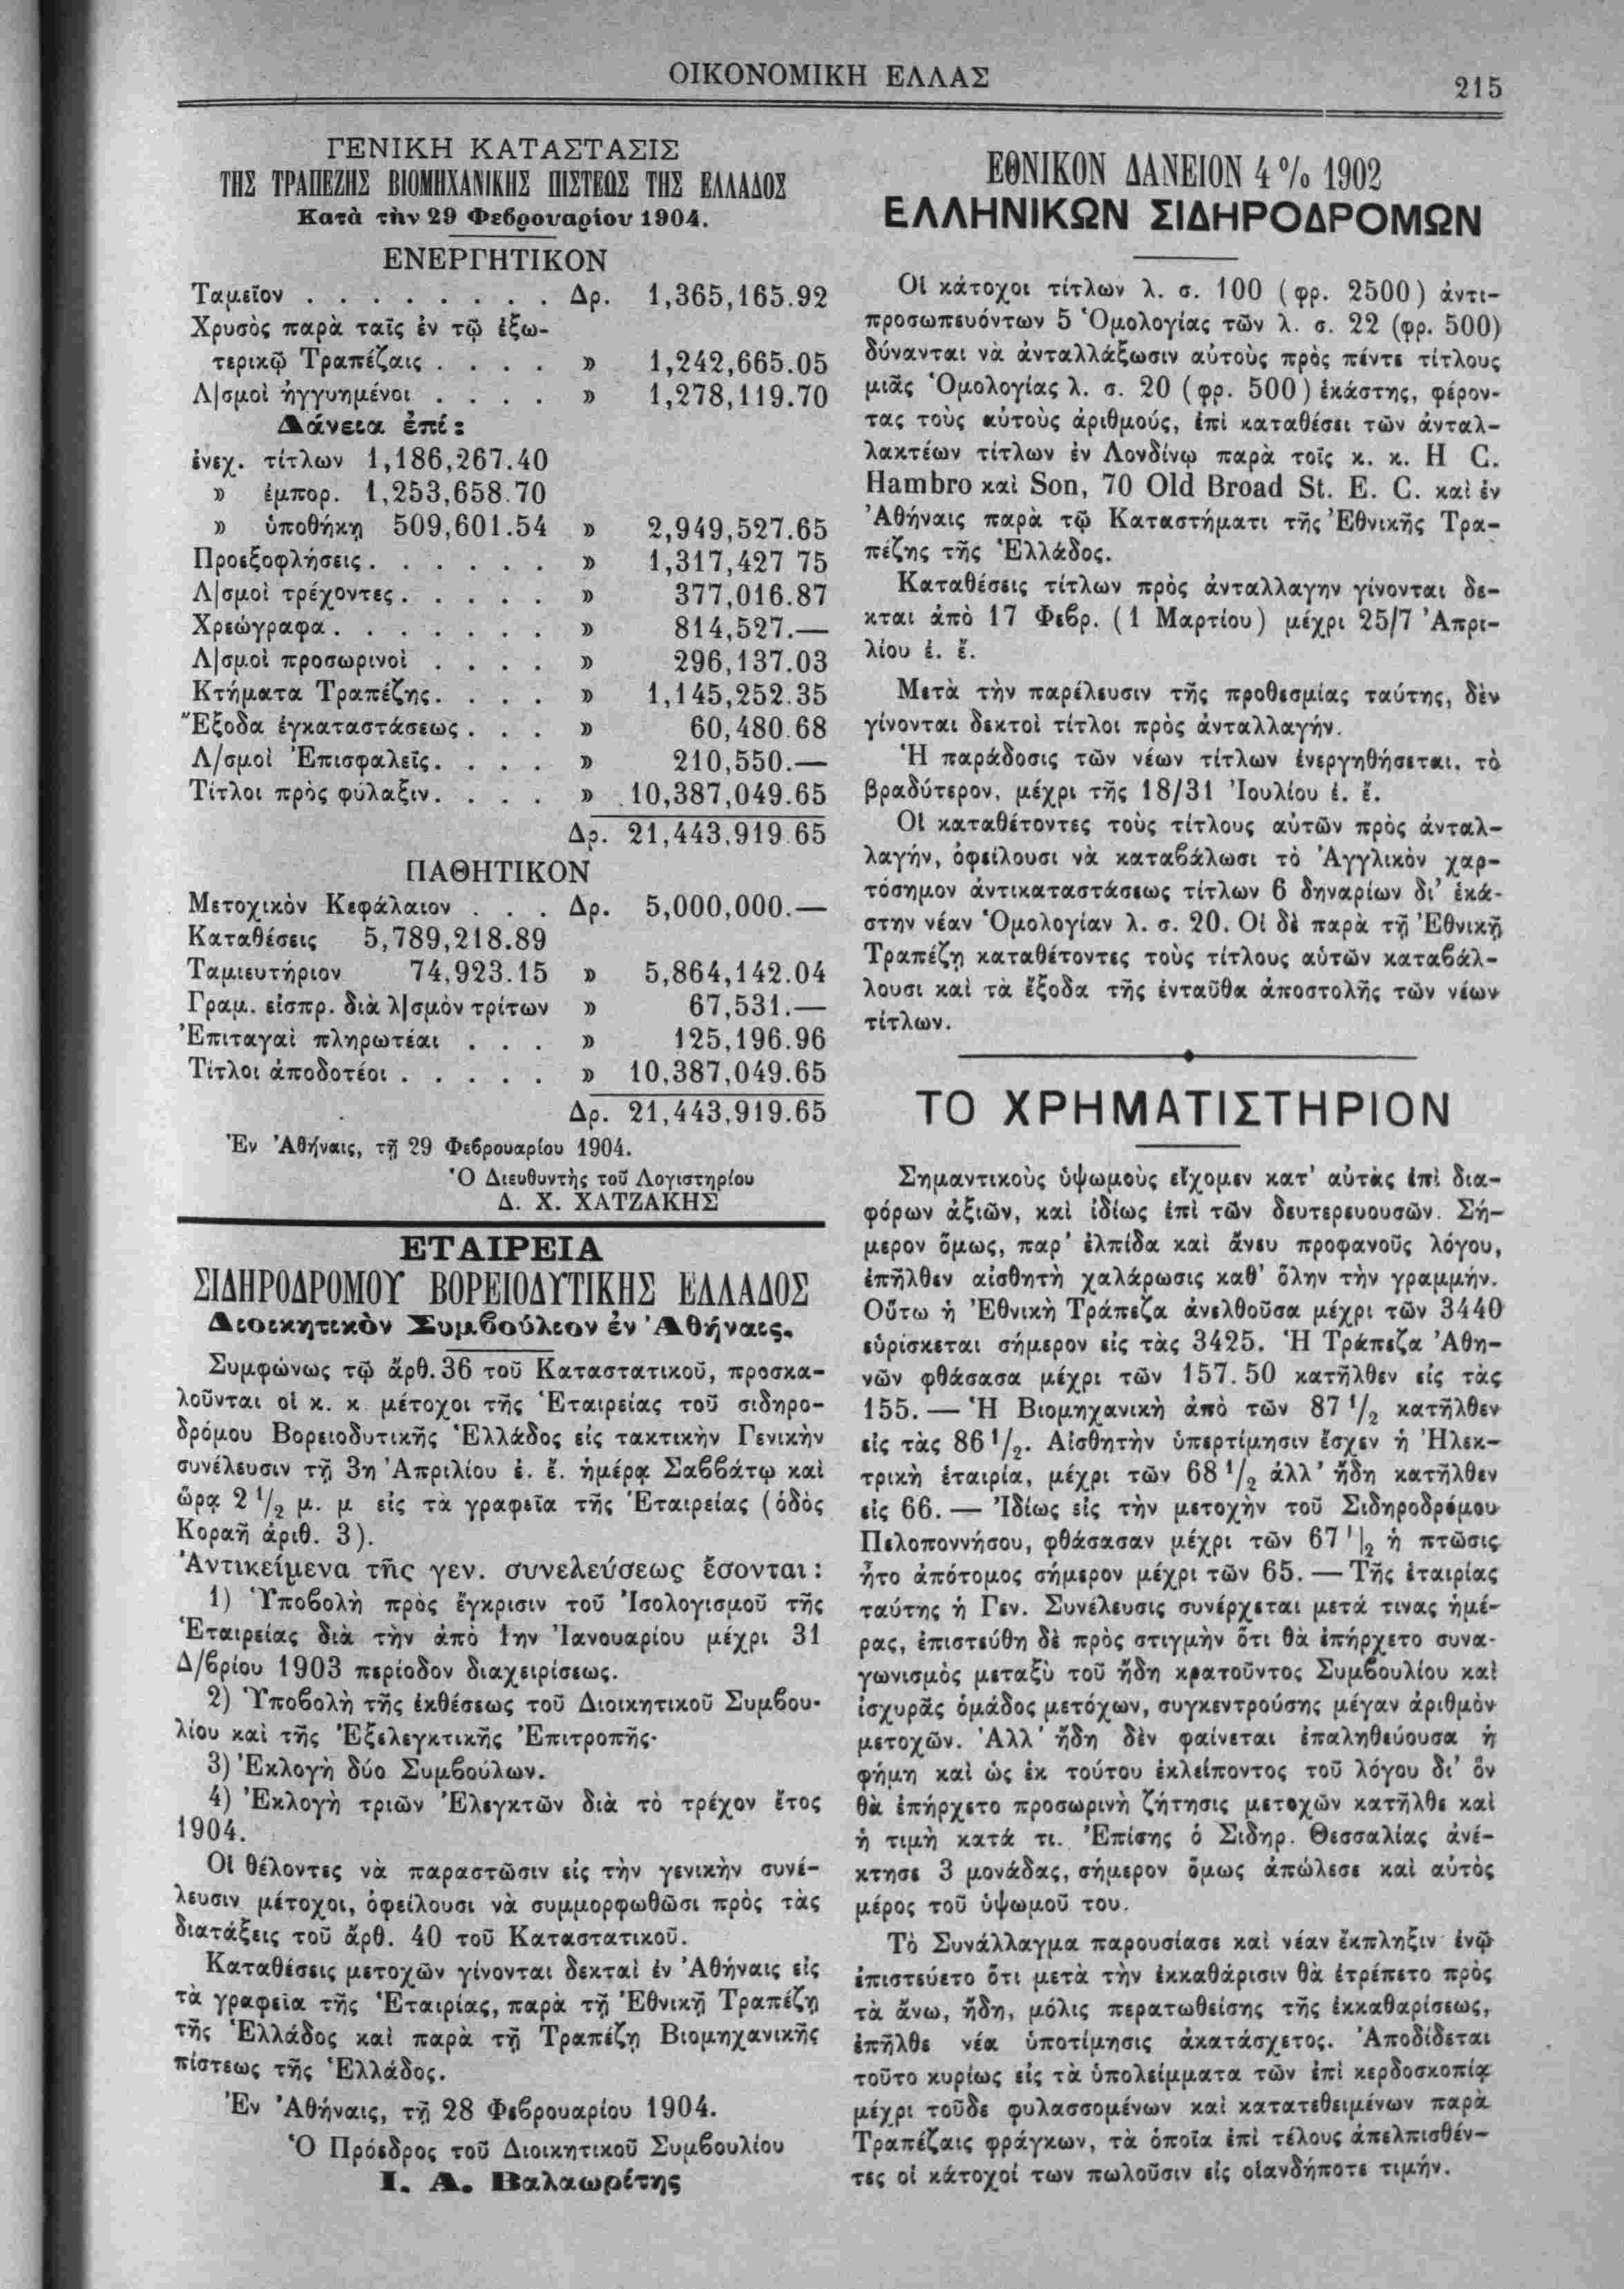 ΟΙΚΟΝΟΜΙΚΗ ΕΛΛΑΣ
215
ΓΕΝΙΚΗ ΚΑΤΑΣΤΑΣΙΣ
ΤΗΣ ΤΡΑΠΕΖΗΣ ΒΙΟΜΗΧΑΝΙΚΗΣ ΠΙΣΤΕΩΣ ΤΗΣ ΕΛΛΑΔΟΣ
Κατὰ τὴν 29 Φεβρουαρίου 1904.
ΕΝΕΡΓΗΤΙΚΟΝ
Ταμεῖον . . . . . . . . Δρ. 1,365,165.92
Χρυσὸς παρὰ ταῖς ἐν τῷ ἐξω-
τερικῷ Τραπέζαις . . . . » 1,242,665.05
Λ|σμοὶ ἠγγυημένοι . . . . » 1,278,119.70
Δάνεια ἐπί :
ἐνεχ. τίτλων 1,186,267.40
» ἐμπορ. 1,253,658.70
» ὑποθήκῃ 509,601.54 » 2,949,527.65
Προεξοφλήσεις . . . . . . » 1,317,427 75
Λ|σμοὶ τρέχοντες . . . . . » 377,016.87
Χρεώγραφα . . . . . . . » 814,527.—
Λ|σμοὶ προσωρινοὶ . . . . » 296,137.03
Κτήματα Τραπέζης . . . . » 1,145,252.35
Ἔξοδα ἐγκαταστάσεως . . . » 60,480.68
Λ/σμοὶ Ἐπισφαλεῖς . . . . » 210,550.—
Τίτλοι πρὸς φύλαξιν . . . . » 10,387,049.65
Δρ. 21,443,919 65
ΠΑΘΗΤΙΚΟΝ
Μετοχικὸν Κεφάλαιον . . . Δρ. 5,000,000.—
Καταθέσεις 5,789,218.89
Ταμιευτήριον 74,923.15 » 5,864,142.04
Γραμ. εἰσπρ. διὰ λ|σμὸν τρίτων » 67,531.—
Ἐπιταγαὶ πληρωτέαι . . . » 125,196.96
Τίτλοι ἀποδοτέοι . . . . . » 10,387,049.65
Δρ. 21,443,919.65
Ἐν Ἀθήναις, τῇ 29 Φεβρουαρίου 1904.
Ὁ Διευθυντὴς τοῦ Λογιστηρίου
Δ. Χ. ΧΑΤΖΑΚΗΣ
ΕΤΑΙΡΕΙΑ
ΣΙΔΗΡΟΔΡΟΜΟΥ ΒΟΡΕΙΟΔΥΤΙΚΗΣ ΕΛΛΑΔΟΣ
Διοικητικὸν Συμβούλιον ἐν Ἀθήναις.
Συμφώνως τῷ ἄρθ. 36 τοῦ Καταστατικοῦ, προσκα-
λοῦνται οἱ κ. κ μέτοχοι τῆς Ἑταιρείας τοῦ σιδηρο-
δρόμου Βορειοδυτικῆς Ἑλλάδος εἰς τακτικὴν Γενικὴν
συνέλευσιν τῇ 3ῃ Ἀπριλίου ἐ. ἔ. ἡμέρᾳ Σαββάτῳ καὶ
ὥρᾳ 2 1/2 μ. μ εἰς τὰ γραφεῖα τῆς Ἑταιρείας (ὁδὸς
Κοραῆ ἀριθ. 3).
Ἀντικείμενα τῆς γεν. συνελεύσεως ἔσονται :
1) Ὑποβολὴ πρὸς ἔγκρισιν τοῦ Ἰσολογισμοῦ τῆς
Ἑταιρείας διὰ τὴν ἀπὸ 1ην Ἰανουαρίου μέχρι 31
Δ/βρίου 1903 περίοδον διαχειρίσεως.
2) Ὑποβολὴ τῆς ἐκθέσεως τοῦ Διοικητικοῦ Συμβου-
λίου καὶ τῆς Ἐξελεγκτικῆς Ἐπιτροπῆς·
3) Ἐκλογὴ δύο Συμβούλων.
4) Ἐκλογὴ τριῶν Ἐλεγκτῶν διὰ τὸ τρέχον ἔτος
1904.
Οἱ θέλοντες νὰ παραστῶσιν εἰς τὴν γενικὴν συνέ-
λευσιν μέτοχοι, ὀφείλουσι νὰ συμμορφωθῶσι πρὸς τὰς
διατάξεις τοῦ ἄρθ. 40 τοῦ Καταστατικοῦ.
Καταθέσεις μετοχῶν γίνονται δεκταὶ ἐν Ἀθήναις εἰς
τὰ γραφεῖα τῆς Ἑταιρίας, παρὰ τῇ Ἐθνικῇ Τραπέζῃ
τῆς Ἑλλάδος καὶ παρὰ τῇ Τραπέζῃ Βιομηχανικῆς
πίστεως τῆς Ἑλλάδος.
Ἐν Ἀθήναις, τῇ 28 Φεβρουαρίου 1904.
Ὁ Πρόεδρος τοῦ Διοικητικοῦ Συμβουλίου
Ι. Α. Βαλαωρίτης
ΕΘΝΙΚΟΝ ΔΑΝΕΙΟΝ 4 % 1902
ΕΛΛΗΝΙΚΩΝ ΣΙΔΗΡΟΔΡΟΜΩΝ
Οἱ κάτοχοι τίτλων λ. σ. 100 (φρ. 2500) ἀντι-
προσωπευόντων 5 Ὁμολογίας τῶν λ. σ. 22 (φρ. 500)
δύνανται νὰ ἀνταλλάξωσιν αὐτοὺς πρὸς πέντε τίτλους
μιᾶς Ὁμολογίας λ. σ. 20 (φρ. 500) ἑκάστης, φέρον-
τας τοὺς αὐτοὺς ἀριθμούς, ἐπὶ καταθέσει τῶν ἀνταλ-
λακτέων τίτλων ἐν Λονδίνῳ παρὰ τοῖς κ. κ. H C.
Hambro καὶ Son, 70 Old Broad St. E. C. καὶ ἐν
Ἀθήναις παρὰ τῷ Καταστήματι τῆς Ἐθνικῆς Τρα-
πέζης τῆς Ἑλλάδος.
Καταθέσεις τίτλων πρὸς ἀνταλλαγην γίνονται δε-
κται ἀπὸ 17 Φεβρ. (1 Μαρτίου) μέχρι 25/7 Ἀπρι-
λίου ἐ. ἔ.
Μετὰ τὴν παρέλευσιν τῆς προθεσμίας ταύτης, δὲν
γίνονται δεκτοὶ τίτλοι πρὸς ἀνταλλαγήν.
Ἡ παράδοσις τῶν νέων τίτλων ἐνεργηθήσεται, τὸ
βραδύτερον, μέχρι τῆς 18/31 Ἰουλίου ἐ. ἔ.
Οἱ καταθέτοντες τοὺς τίτλους αὐτῶν πρὸς ἀνταλ-
λαγήν, ὀφείλουσι νὰ καταβάλωσι τὸ Ἀγγλικὸν χαρ-
τόσημον ἀντικαταστάσεως τίτλων 6 δηναρίων δι' ἑκά-
στην νέαν Ὁμολογίαν λ. σ. 20. Οἱ δὲ παρὰ τῇ Ἐθνικῇ
Τραπέζῃ καταθέτοντες τοὺς τίτλους αὐτῶν καταβάλ-
λουσι καὶ τὰ ἔξοδα τῆς ἐνταῦθα ἀποστολῆς τῶν νέων
τίτλων.
ΤΟ ΧΡΗΜΑΤΙΣΤΗΡΙΟΝ
Σημαντικοὺς ὑψωμοὺς εἴχομεν κατ' αὐτὰς ἐπὶ δια-
φόρων ἀξιῶν, καὶ ἰδίως ἐπὶ τῶν δευτερευουσῶν. Σή-
μερον ὅμως, παρ' ἐλπίδα καὶ ἄνευ προφανοῦς λόγου,
ἐπῆλθεν αἰσθητὴ χαλάρωσις καθ' ὅλην τὴν γραμμήν.
Οὕτω ἡ Ἐθνικὴ Τράπεζα ἀνελθοῦσα μέχρι τῶν 3440
εὑρίσκεται σήμερον εἰς τὰς 3425. Ἡ Τράπεζα Ἀθη-
νῶν φθάσασα μέχρι τῶν 157.50 κατῆλθεν εἰς τὰς
155. — Ἡ Βιομηχανικὴ ἀπὸ τῶν 87 1/2 κατῆλθεν
εἰς τὰς 86 1/2. Αἰσθητὴν ὑπερτίμησιν ἔσχεν ἡ Ἠλεκ-
τρικὴ ἑταιρία, μέχρι τῶν 68 1/2 ἀλλ' ἤδη κατῆλθεν
εἰς 66. — Ἰδίως εἰς τὴν μετοχὴν τοῦ Σιδηροδρόμου
Πελοποννήσου, φθάσασαν μέχρι τῶν 67 1|2 ἡ πτῶσις
ἦτο ἀπότομος σήμερον μέχρι τῶν 65. — Τῆς ἑταιρίας
ταύτης ἡ Γεν. Συνέλευσις συνέρχεται μετά τινας ἡμέ-
ρας, ἐπιστεύθη δὲ πρὸς στιγμὴν ὅτι θὰ ἐπήρχετο συνα-
γωνισμὸς μεταξὺ τοῦ ἤδη κρατοῦντος Συμβουλίου καὶ
ἰσχυρᾶς ὁμάδος μετόχων, συγκεντρούσης μέγαν ἀριθμὸν
μετοχῶν. Ἀλλ' ἤδη δὲν φαίνεται ἐπαληθεύουσα ἡ
φήμη καὶ ὡς ἐκ τούτου ἐκλείποντος τοῦ λόγου δι' ὃν
θὰ ἐπήρχετο προσωρινὴ ζήτησις μετοχῶν κατῆλθε καὶ
ἡ τιμὴ κατά τι. Ἐπίσης ὁ Σιδηρ. Θεσσαλίας ἀνέ-
κτησε 3 μονάδας, σήμερον ὅμως ἀπώλεσε καὶ αὐτὸς
μέρος τοῦ ὑψωμοῦ του.
Τὸ Συνάλλαγμα παρουσίασε καὶ νέαν ἔκπληξιν ἐνῷ
ἐπιστεύετο ὅτι μετὰ τὴν ἐκκαθάρισιν θὰ ἐτρέπετο πρὸς
τὰ ἄνω, ἤδη, μόλις περατωθείσης τῆς ἐκκαθαρίσεως,
ἐπῆλθε νέα ὑποτίμησις ἀκατάσχετος. Ἀποδίδεται
τοῦτο κυρίως εἰς τὰ ὑπολείμματα τῶν ἐπὶ κερδοσκοπίᾳ
μέχρι τοῦδε φυλασσομένων καὶ κατατεθειμένων παρὰ
Τραπέζαις φράγκων, τὰ ὁποῖα ἐπὶ τέλους ἀπελπισθέν-
τες οἱ κάτοχοί των πωλοῦσιν εἰς οἱανδήποτε τιμήν.